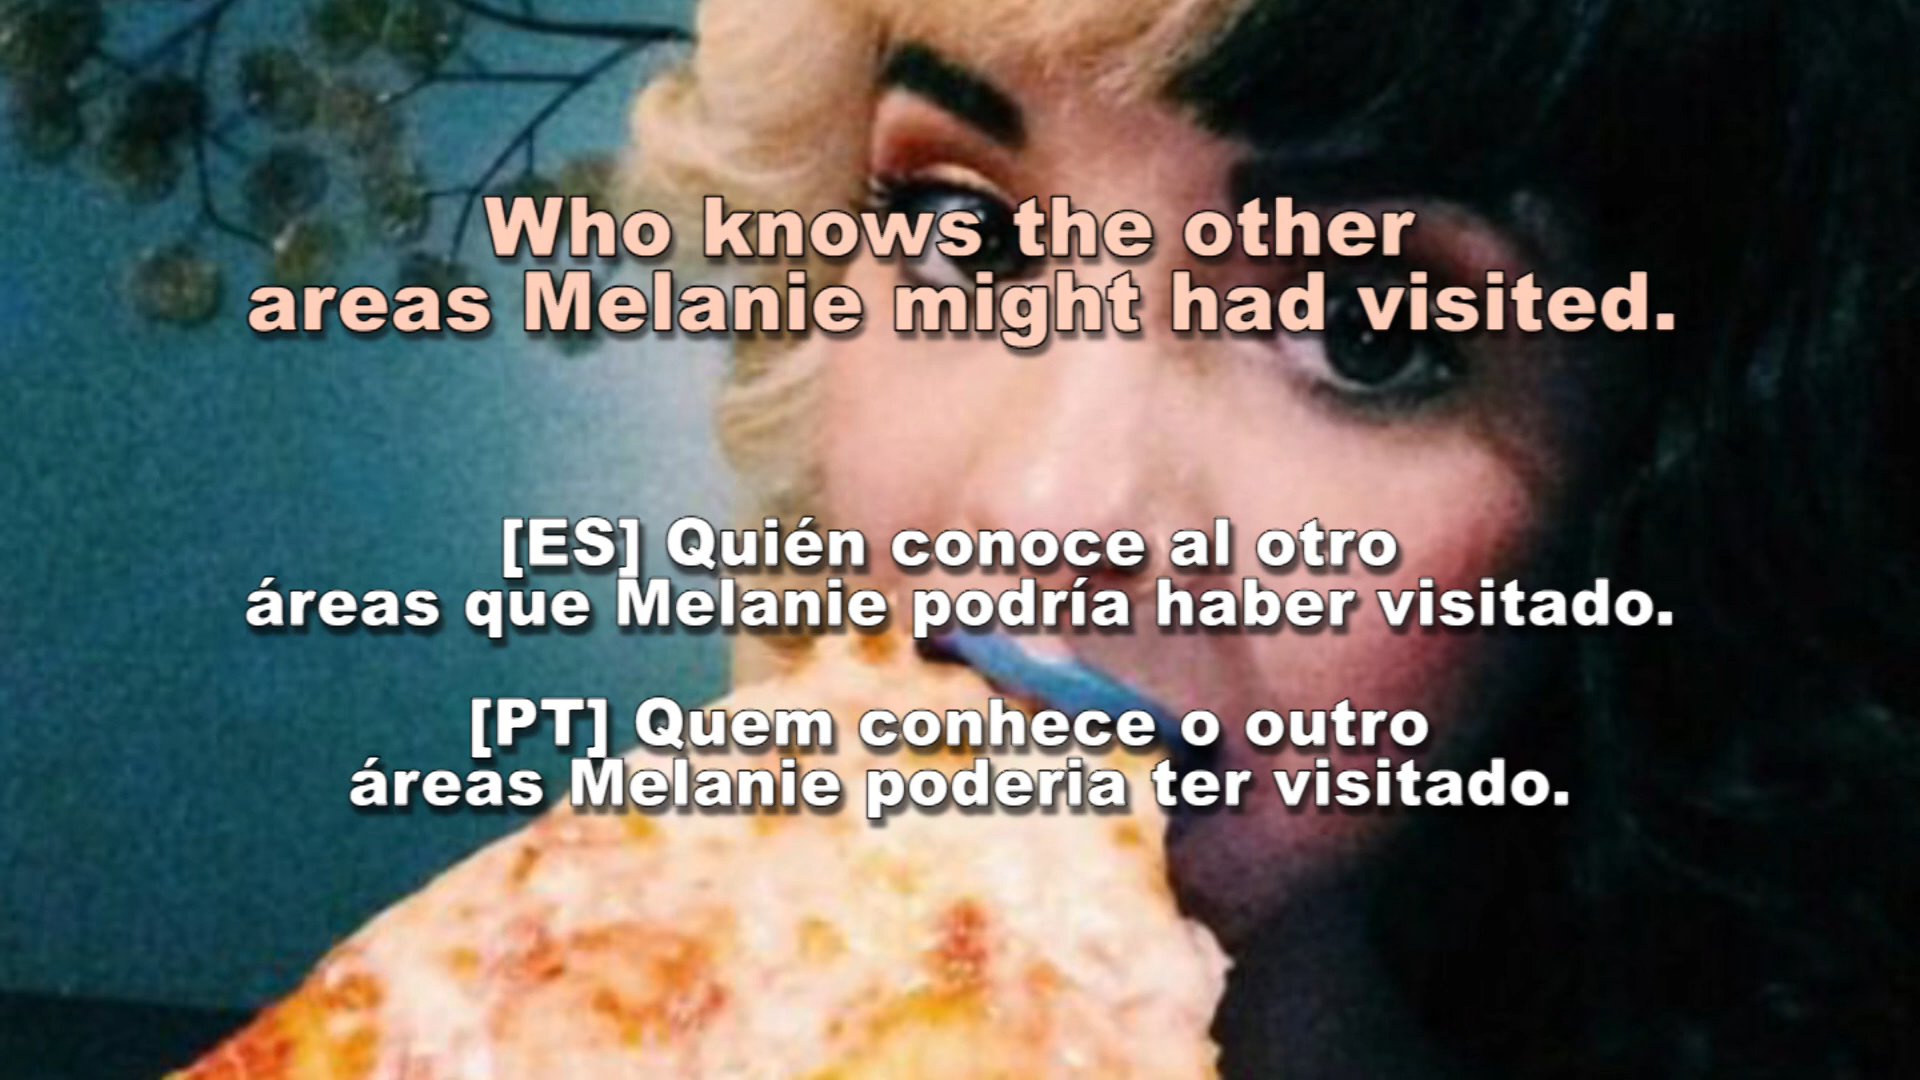 Who knows the other
areas Melanie might had visited.
[ES] Quién conoce al otro
áreas que Melanie podría haber visitado.
[PT] Quem conhece o outro
áreas Melanie poderia ter visitado.